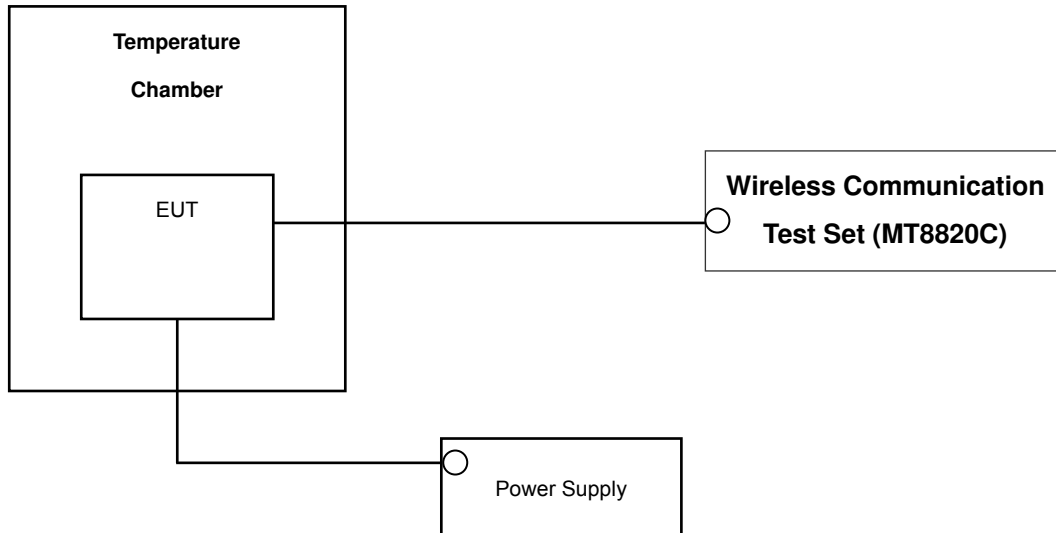 Temperature
Chamber
EUT
Wireless Communication
Test Set (MT8820C)
Power Supply